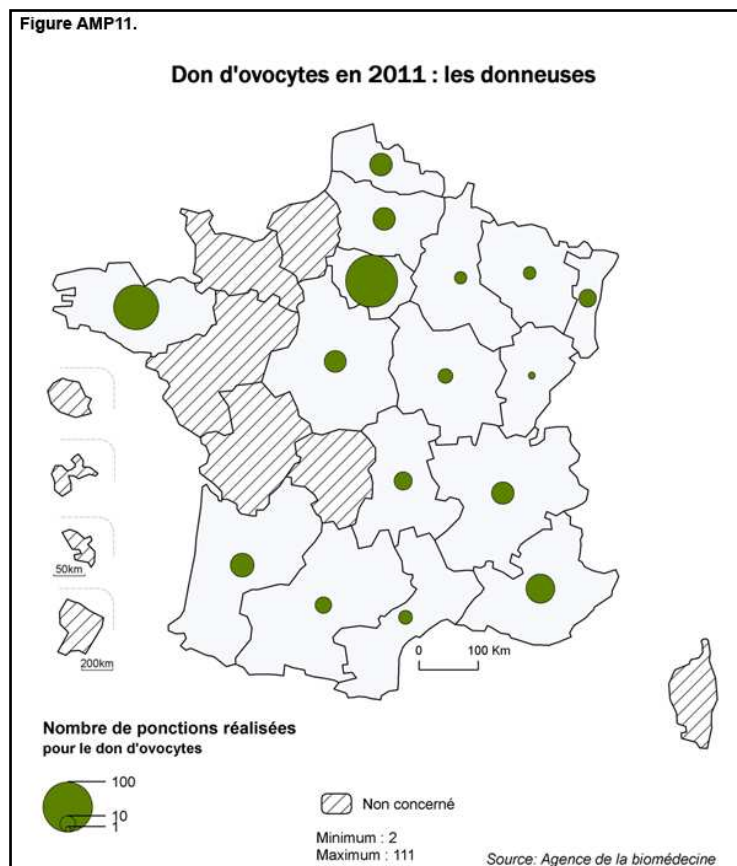 Figure AMP11.
Don d'ovocytes en 2011 : les donneuses
50km
200km
0 100 Km
Nombre de ponctions réalisées
pour le don d'ovocytes
100
10
1
Non concerné
Minimum : 2
Maximum : 111
Source: Agence de la biomédecine